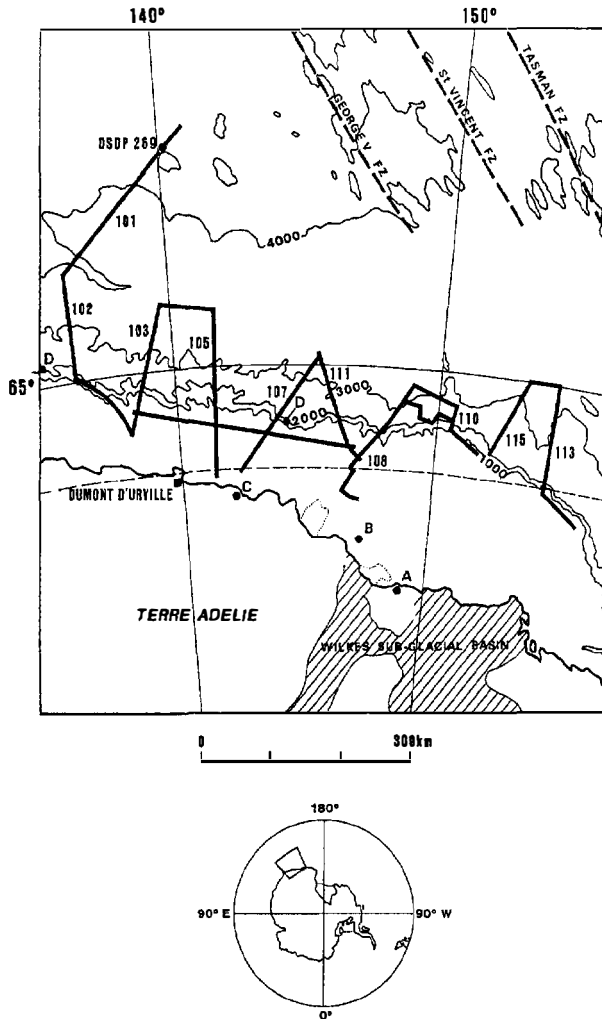 140°
150°
TASMAN FZ
St VINCENT FZ
GEORGE V FZ
DSDP 269
101
4000
102
103
105
111
D
107
D
3000
65°
2000
110
115
1000
113
108
DUMONT D'URVILLE
C
B
A
TERRE ADELIE
WILKES SUB-GLACIAL BASIN
0
300km
180°
90° E
90° W
0°